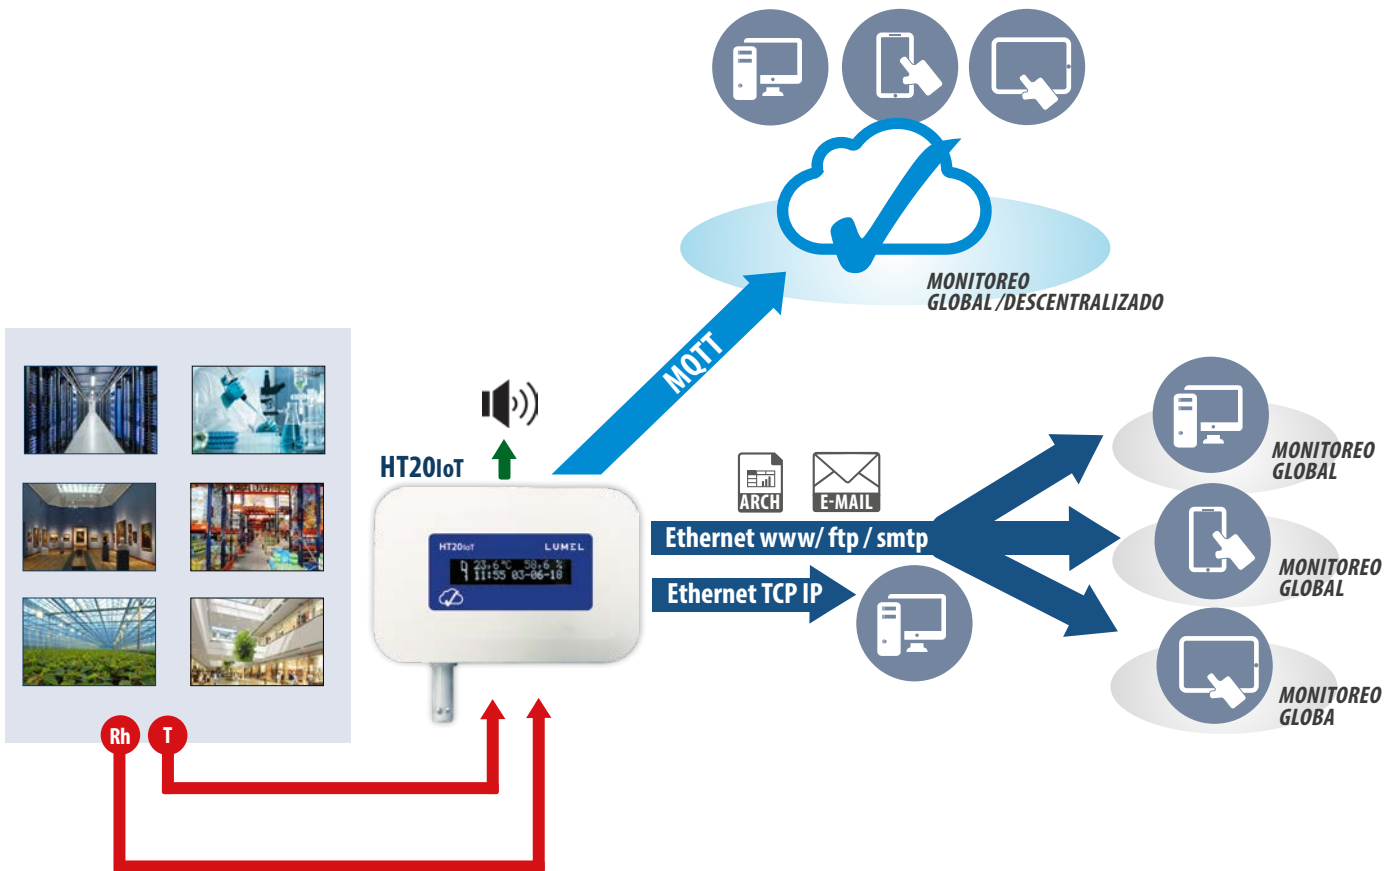 MONITOREO
GLOBAL /DESCENTRALIZADO
MQTT
HT20IoT
ARCH
E-MAIL
MONITOREO
GLOBAL
HT20IoT
LUMEL
23,6°C 58,6 %
11:55 03-06-18
Ethernet www/ ftp / smtp
Ethernet TCP IP
MONITOREO
GLOBAL
MONITOREO
GLOBA
Rh
T